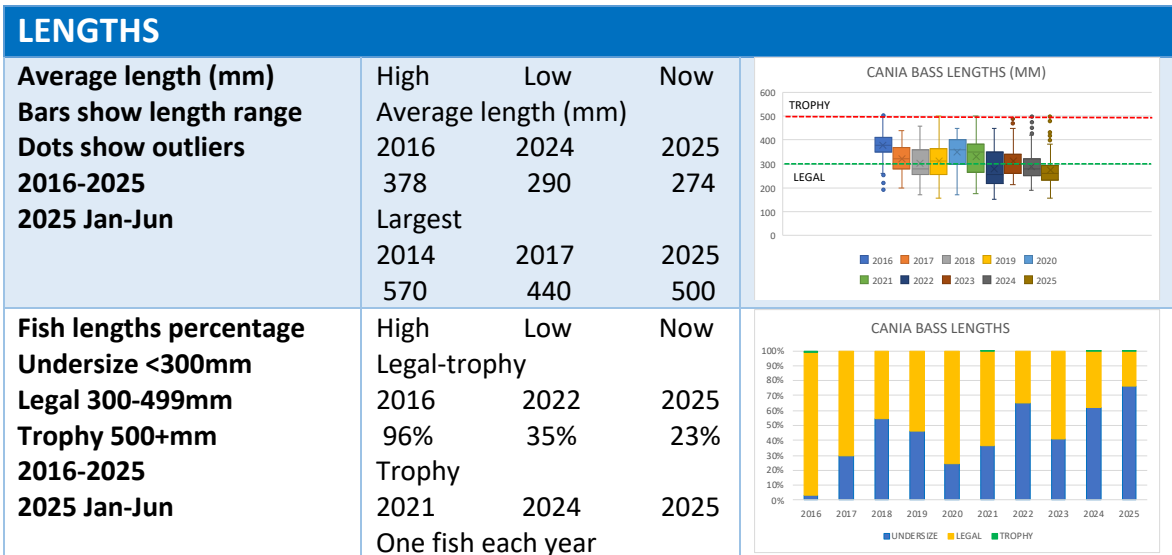 LENGTHS
Average length (mm)
Bars show length range
Dots show outliers
2016-2025
2025 Jan-Jun
High Low Now
Average length (mm)
2016 2024 2025
378 290 274
Largest
2014 2017 2025
570 440 500
CANIA BASS LENGTHS (MM)
600
500
400
300
200
100
0
TROPHY
LEGAL
2016 2017 2018 2019 2020
2021 2022 2023 2024 2025
Fish lengths percentage
Undersize <300mm
Legal 300-499mm
Trophy 500+mm
2016-2025
2025 Jan-Jun
High Low Now
Legal-trophy
2016 2022 2025
96% 35% 23%
Trophy
2021 2024 2025
One fish each year
CANIA BASS LENGTHS
100%
90%
80%
70%
60%
50%
40%
30%
20%
10%
0%
2016 2017 2018 2019 2020 2021 2022 2023 2024 2025
UNDERSIZE LEGAL TROPHY